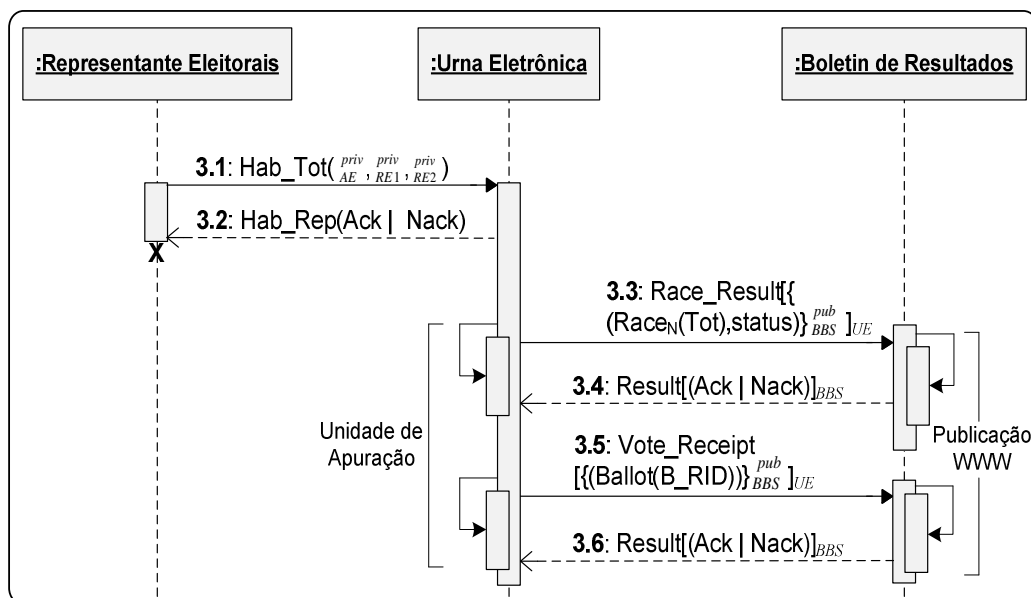 :Representante Eleitorais
:Urna Eletrônica
:Boletin de Resultados
3.1: Hab_Tot(priv AE, priv RE1, priv RE2)
3.2: Hab_Rep(Ack | Nack)
X
3.3: Race_Result[{
(RaceN(Tot),status)}pub BBS ]UE
3.4: Result[(Ack | Nack)]BBS
Unidade de
Apuração
Publicação
WWW
3.5: Vote_Receipt
[{(Ballot(B_RID))}pub BBS ]UE
3.6: Result[(Ack | Nack)]BBS